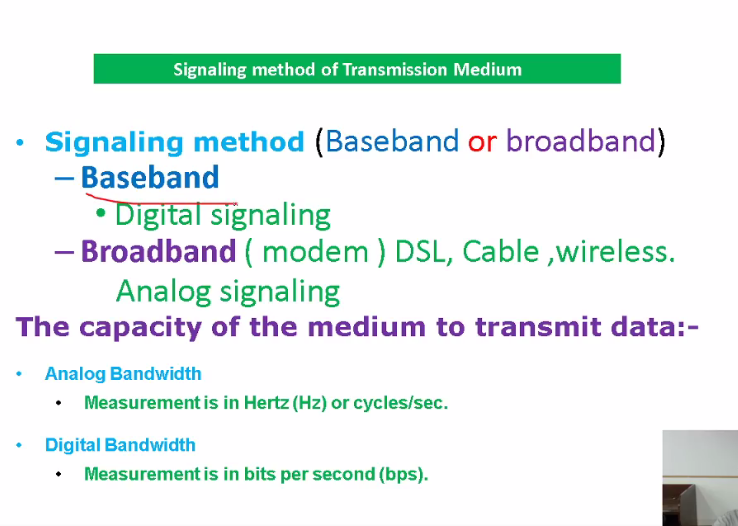 Signaling method of Transmission Medium
• Signaling method (Baseband or broadband)
– Baseband
• Digital signaling
– Broadband ( modem ) DSL, Cable ,wireless.
Analog signaling
The capacity of the medium to transmit data:-
• Analog Bandwidth
• Measurement is in Hertz (Hz) or cycles/sec.
• Digital Bandwidth
• Measurement is in bits per second (bps).